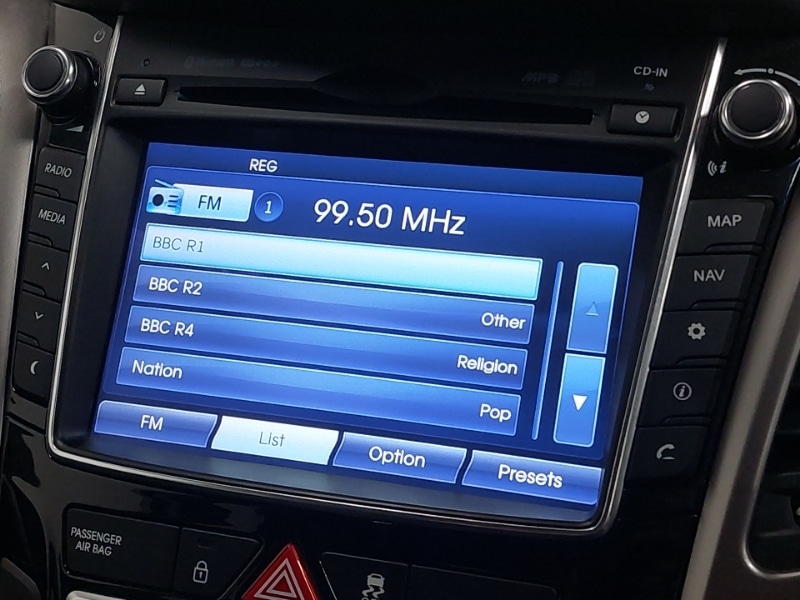 CD-IN
RADIO
MEDIA
REG
FM 1 99.50 MHz
BBC R1
BBC R2
Other
BBC R4
Religion
Nation
Pop
FM List Option Presets
MAP
NAV
PASSENGER
AIR BAG